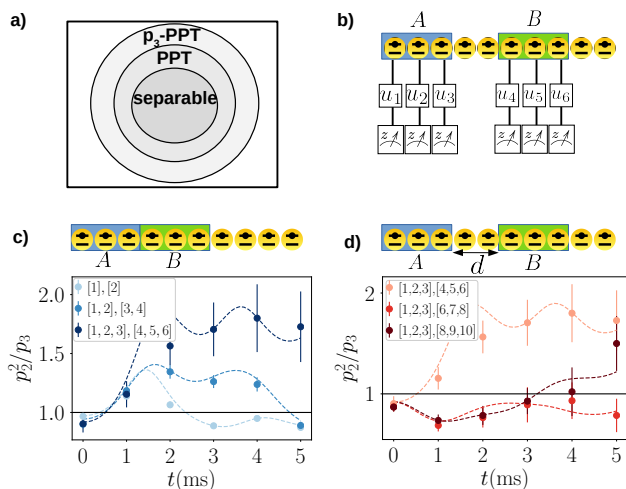 a)
p₃-PPT
PPT
separable
b)
A B
u₁ u₂ u₃ u₄ u₅ u₆
z z z z z z
c)
A B
[1], [2]
[1, 2], [3, 4]
[1, 2, 3], [4, 5, 6]
2.0
1.5
1.0
p₂²/p₃
0 1 2 3 4 5
t(ms)
d)
A d B
[1,2,3],[4,5,6]
[1,2,3],[6,7,8]
[1,2,3],[8,9,10]
2
1
p₂²/p₃
0 1 2 3 4 5
t(ms)